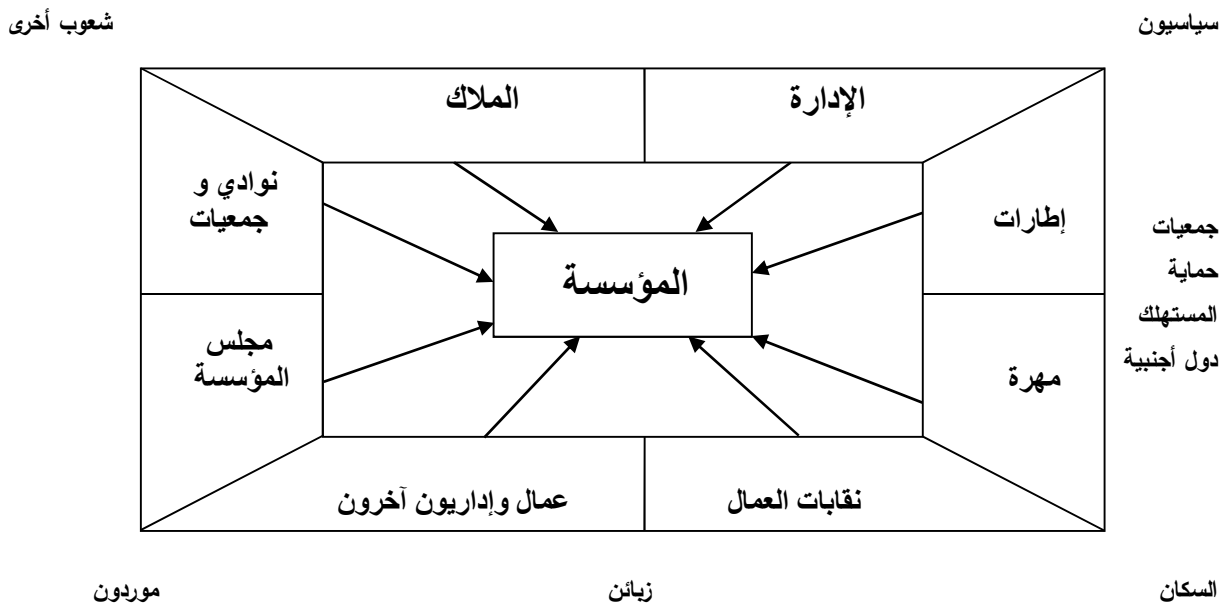 سياسيون
شعوب أخرى
الإدارة
الملاك
نوادي و
جمعيات
إطارات
جمعيات
حماية
المستهلك
دول أجنبية
المؤسسة
مجلس
المؤسسة
مهرة
نقابات العمال
عمال وإداريون آخرون
السكان
زبائن
موردون